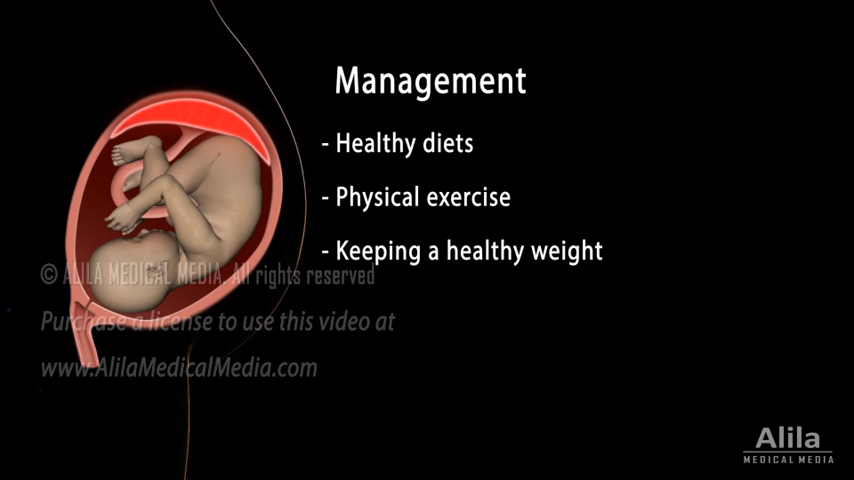 Management
- Healthy diets
- Physical exercise
- Keeping a healthy weight
© ALILA MEDICAL MEDIA, All rights reserved
Purchase a license to use this video at
www.AlilaMedicalMedia.com
Alila
MEDICAL MEDIA